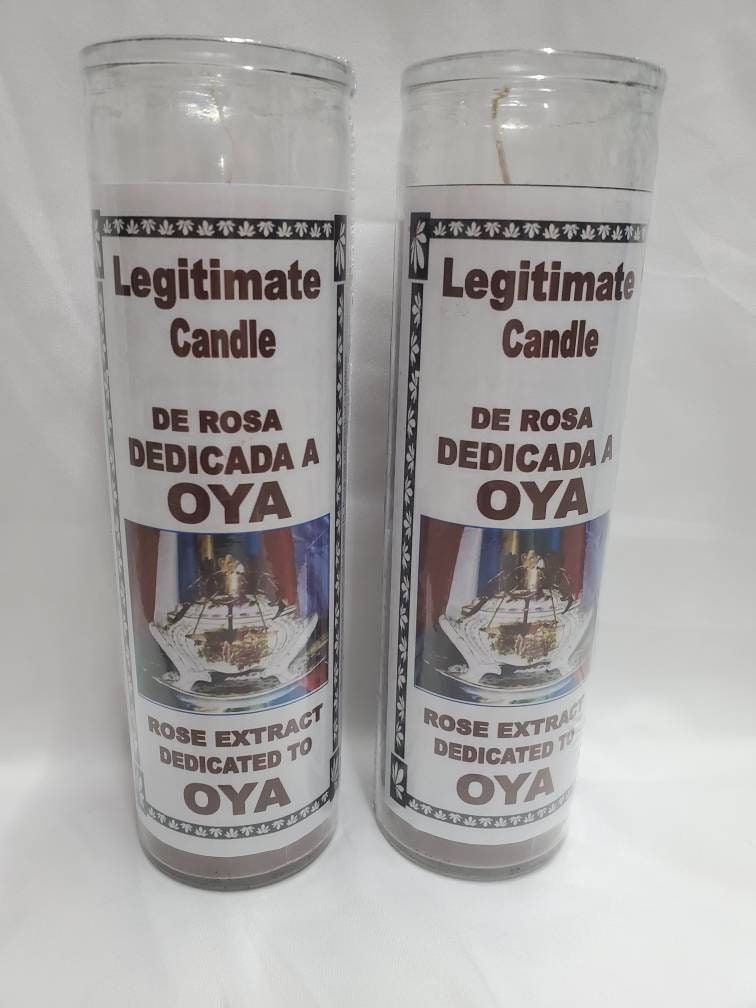 Legitimate
Candle
DE ROSA
DEDICADA A
OYA
ROSE EXTRACT
DEDICATED TO
OYA
Legitimate
Candle
DE ROSA
DEDICADA A
OYA
ROSE EXTRACT
DEDICATED TO
OYA